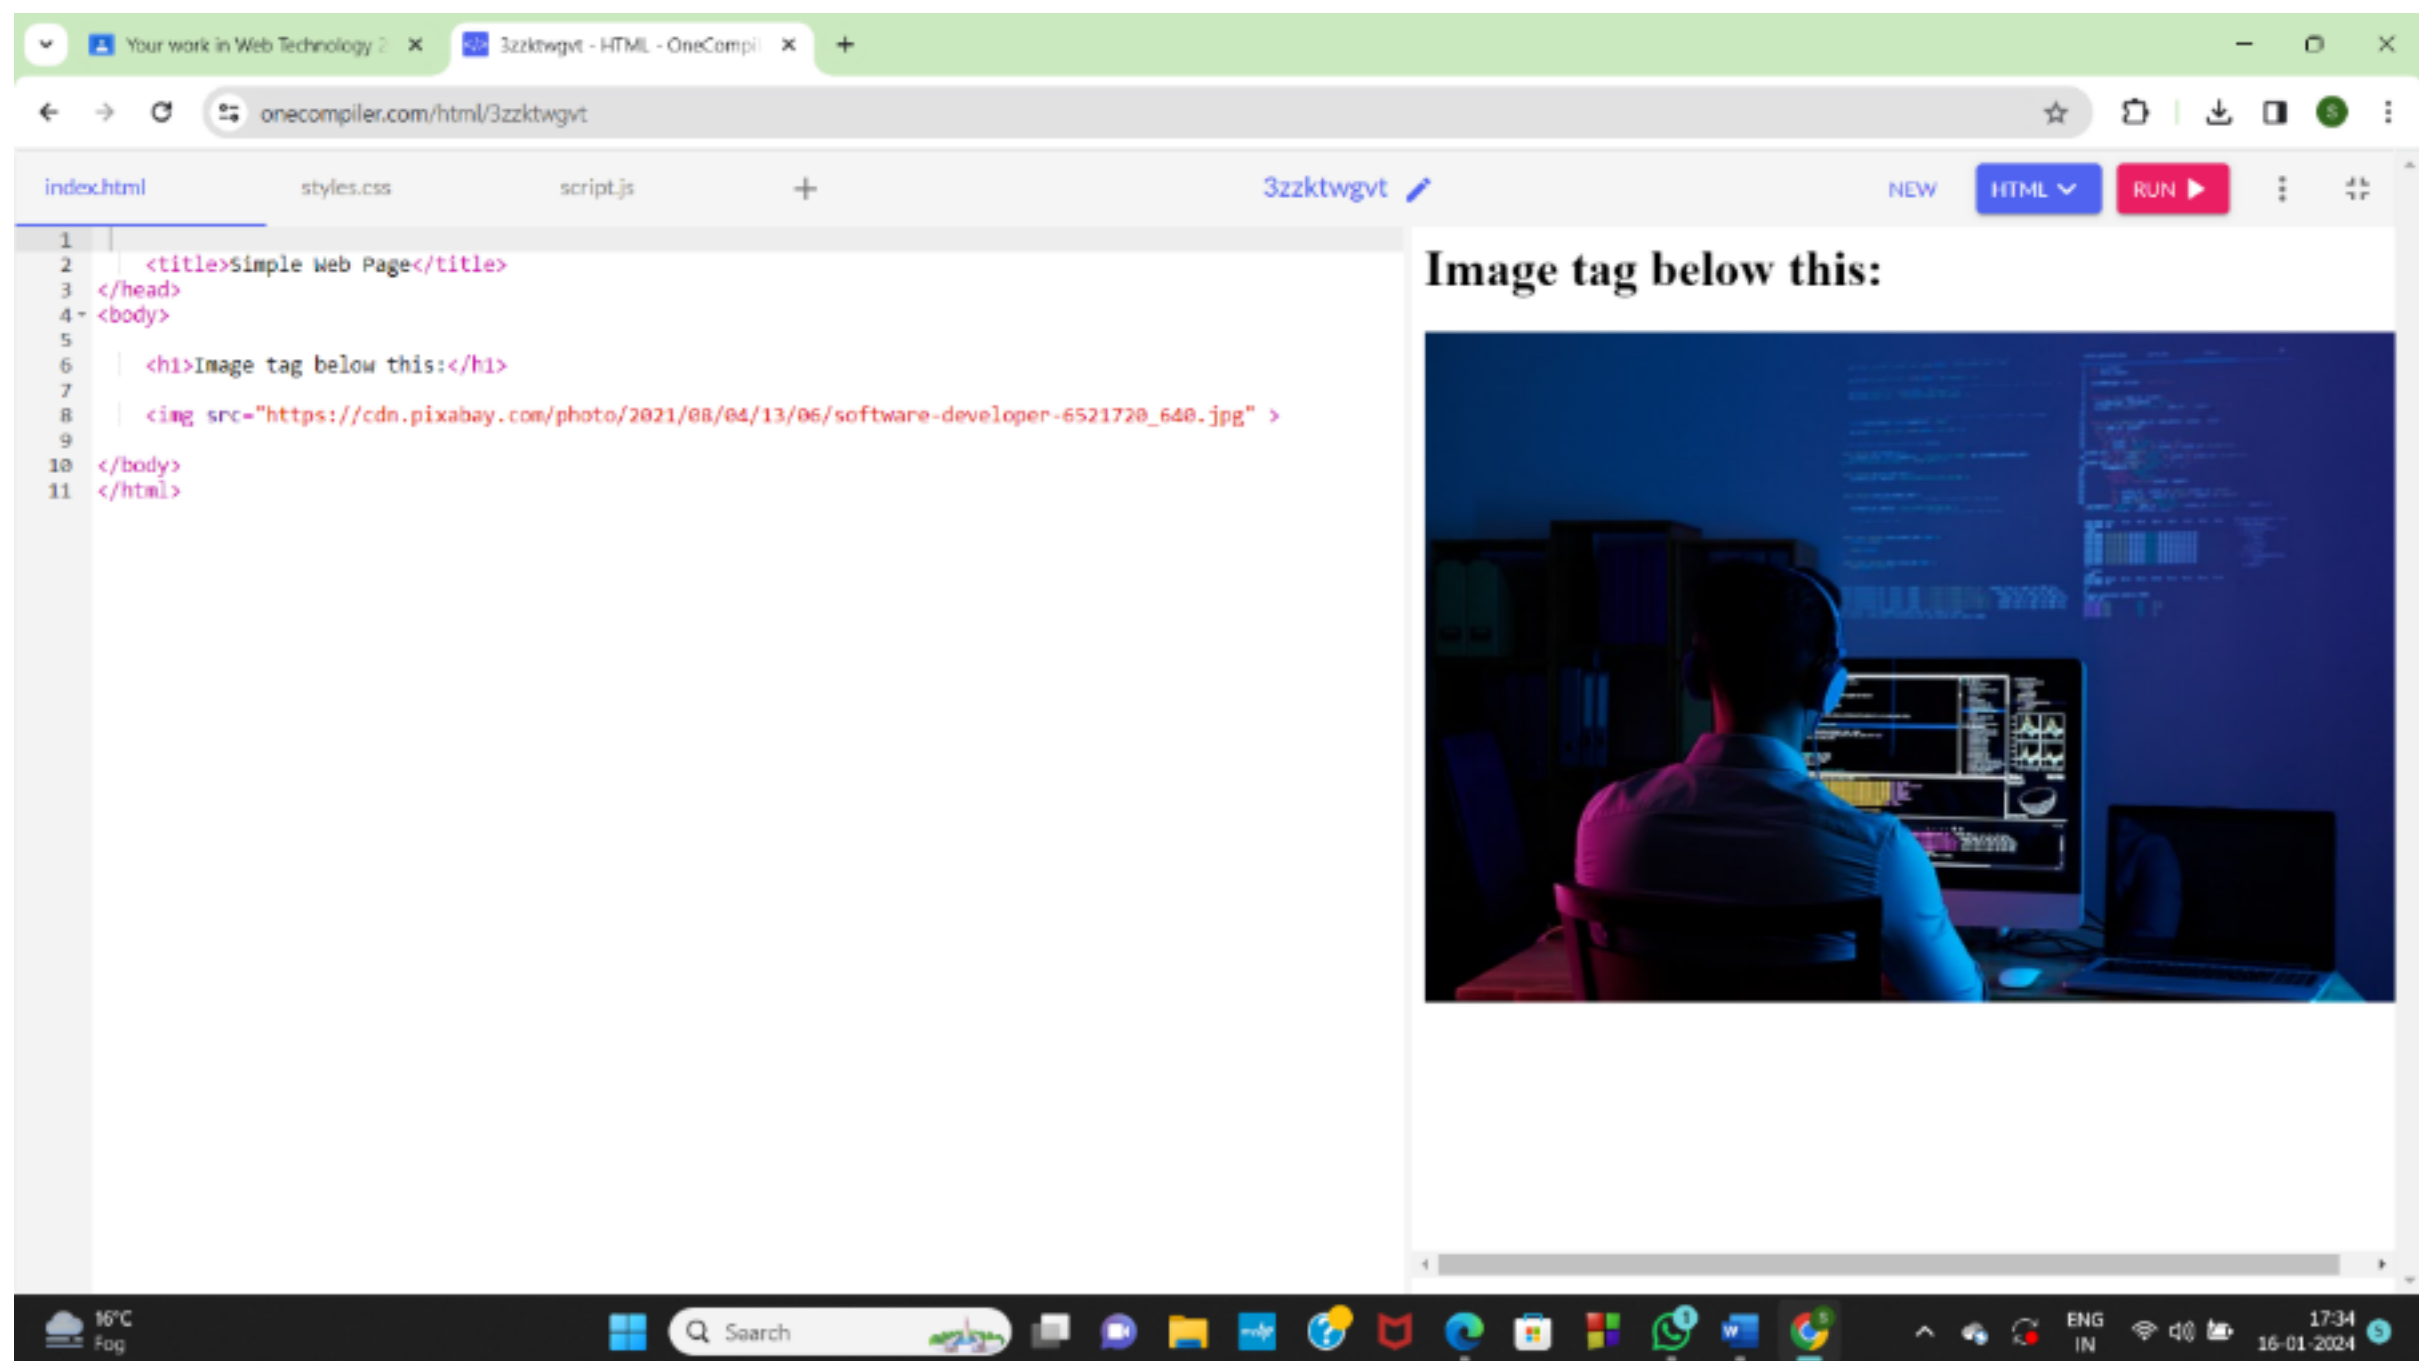 Your work in Web Technology 2
3zzktwgvt - HTML - OneCompil
onecompiler.com/html/3zzktwgvt
index.html
styles.css
script.js
3zzktwgvt
NEW
HTML
RUN
1
2 <title>Simple Web Page</title>
3 </head>
4 <body>
5
6 <h1>Image tag below this:</h1>
7
8 <img src="https://cdn.pixabay.com/photo/2021/08/04/13/06/software-developer-6521720_640.jpg" >
9
10 </body>
11 </html>
Image tag below this:
16°C
Fog
Search
ENG
IN
17:34
16-01-2024